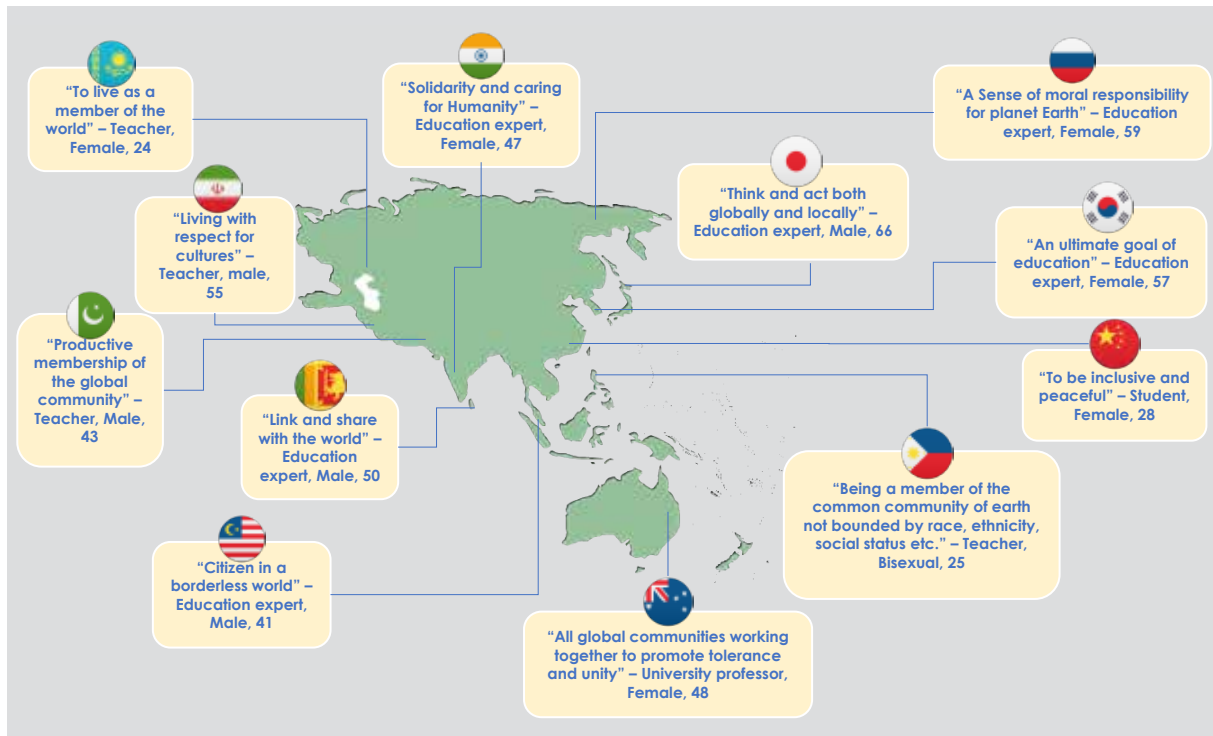 “To live as a
member of the
world” – Teacher,
Female, 24
“Solidarity and caring
for Humanity” –
Education expert,
Female, 47
“A Sense of moral responsibility
for planet Earth” – Education
expert, Female, 59
“Living with
respect for
cultures” –
Teacher, male,
55
“Think and act both
globally and locally” –
Education expert, Male, 66
“An ultimate goal of
education” – Education
expert, Female, 57
“Productive
membership of
the global
community” –
Teacher, Male,
43
“Link and share
with the world” –
Education
expert, Male, 50
“To be inclusive and
peaceful” – Student,
Female, 28
“Being a member of the
common community of earth
not bounded by race, ethnicity,
social status etc.” – Teacher,
Bisexual, 25
“Citizen in a
borderless world” –
Education expert,
Male, 41
“All global communities working
together to promote tolerance
and unity” – University professor,
Female, 48